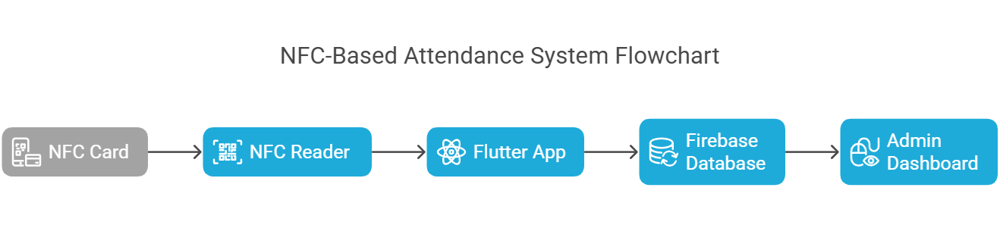 NFC-Based Attendance System Flowchart
NFC Card
NFC Reader
Flutter App
Firebase
Database
Admin
Dashboard